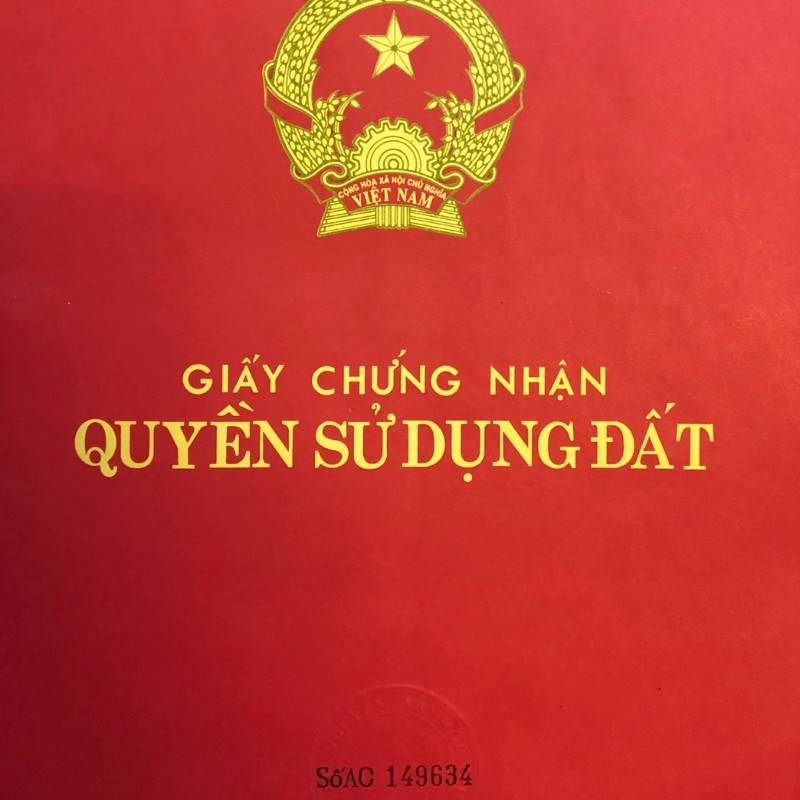 CỘNG HÒA XÃ HỘI CHỦ NGHĨA
VIỆT NAM
GIẤY CHỨNG NHẬN
QUYỀN SỬ DỤNG ĐẤT
Số AC 149634